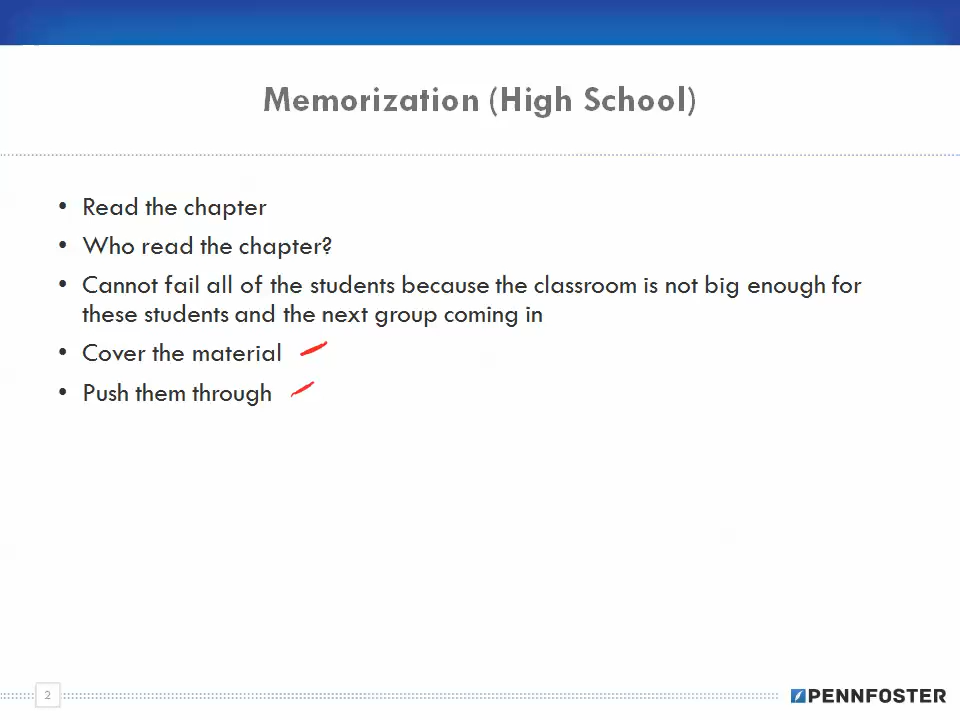 Memorization (High School)
• Read the chapter
• Who read the chapter?
• Cannot fail all of the students because the classroom is not big enough for
these students and the next group coming in
• Cover the material
• Push them through
2
PENNFOSTER